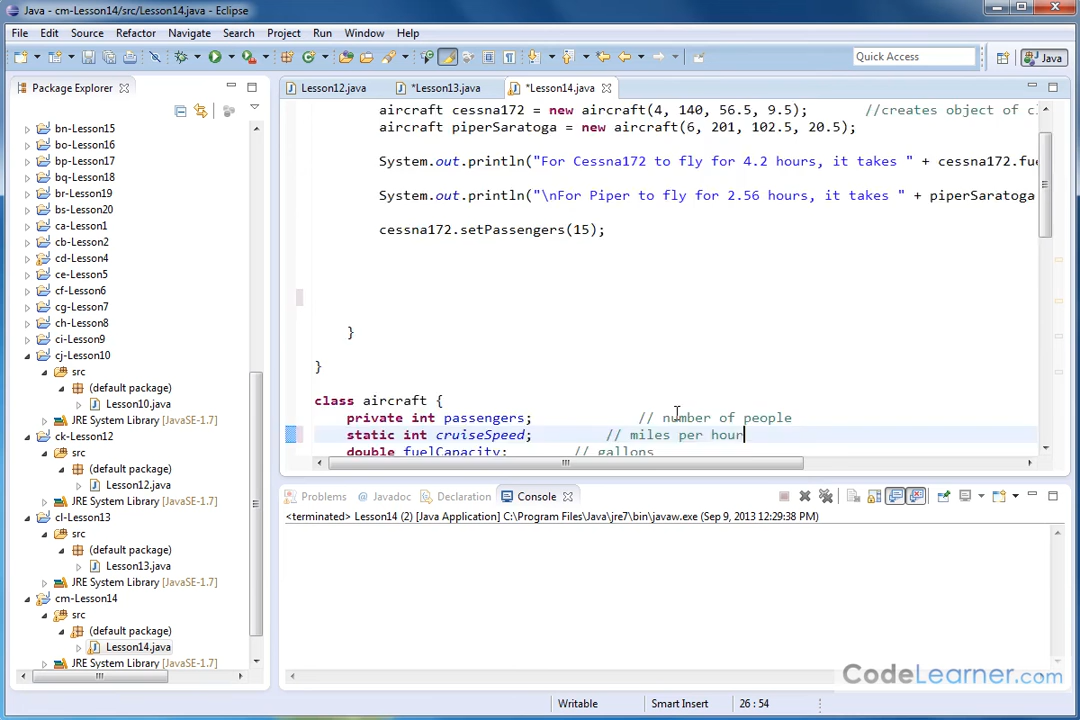 Java - cm-Lesson14/src/Lesson14.java - Eclipse
File Edit Source Refactor Navigate Search Project Run Window Help
Quick Access
Java
Package Explorer
bn-Lesson15
bo-Lesson16
bp-Lesson17
bq-Lesson18
br-Lesson19
bs-Lesson20
ca-Lesson1
cb-Lesson2
cd-Lesson4
ce-Lesson5
cf-Lesson6
cg-Lesson7
ch-Lesson8
ci-Lesson9
cj-Lesson10
src
(default package)
Lesson10.java
JRE System Library [JavaSE-1.7]
ck-Lesson12
src
(default package)
Lesson12.java
JRE System Library [JavaSE-1.7]
cl-Lesson13
src
(default package)
Lesson13.java
JRE System Library [JavaSE-1.7]
cm-Lesson14
src
(default package)
Lesson14.java
JRE System Library [JavaSE-1.7]
Lesson12.java *Lesson13.java *Lesson14.java
aircraft cessna172 = new aircraft(4, 140, 56.5, 9.5); //creates object of cl
aircraft piperSaratoga = new aircraft(6, 201, 102.5, 20.5);
System.out.println("For Cessna172 to fly for 4.2 hours, it takes " + cessna172.fue
System.out.println("\nFor Piper to fly for 2.56 hours, it takes " + piperSaratoga
cessna172.setPassengers(15);
}
}
class aircraft {
private int passengers; // number of people
static int cruiseSpeed; // miles per hour
double fuelCapacity; // gallons
Problems Javadoc Declaration Console
<terminated> Lesson14 (2) [Java Application] C:\Program Files\Java\jre7\bin\javaw.exe (Sep 9, 2013 12:29:38 PM)
CodeLearner.com
Writable Smart Insert 26 : 54